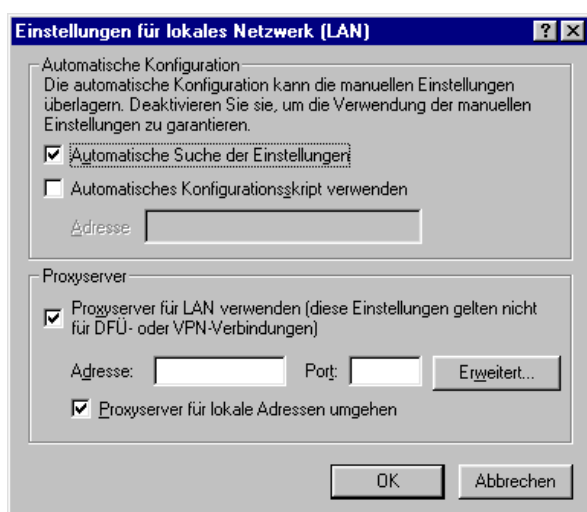 Einstellungen für lokales Netzwerk (LAN)
Automatische Konfiguration
Die automatische Konfiguration kann die manuellen Einstellungen
überlagern. Deaktivieren Sie sie, um die Verwendung der manuellen
Einstellungen zu garantieren.
Automatische Suche der Einstellungen
Automatisches Konfigurationsskript verwenden
Adresse
Proxyserver
Proxyserver für LAN verwenden (diese Einstellungen gelten nicht
für DFÜ- oder VPN-Verbindungen)
Adresse: Port: Erweitert...
Proxyserver für lokale Adressen umgehen
OK Abbrechen